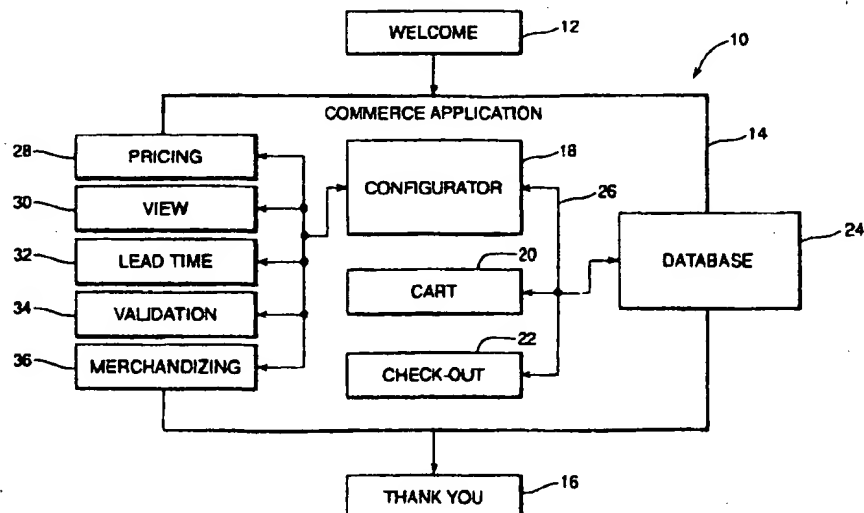 WELCOME
12
10
COMMERCE APPLICATION
28
PRICING
18
14
CONFIGURATOR
30
VIEW
26
24
32
LEAD TIME
20
DATABASE
CART
34
VALIDATION
22
36
MERCHANDIZING
CHECK-OUT
THANK YOU
16